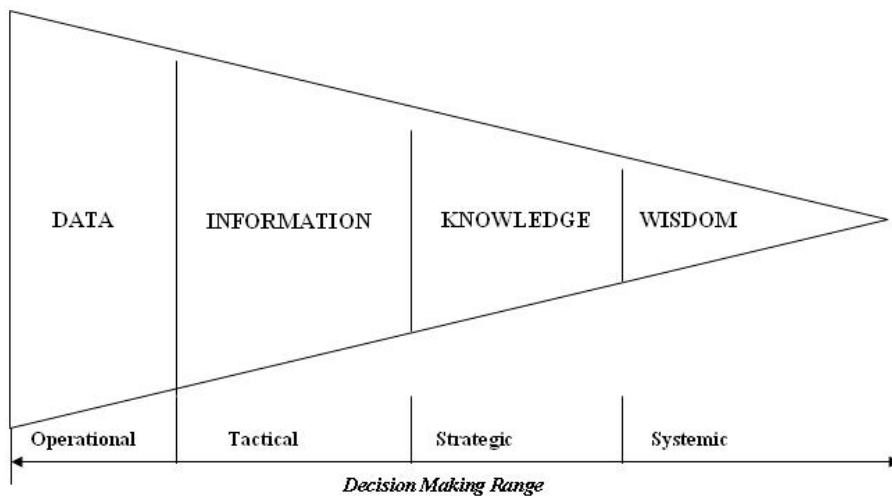 DATA INFORMATION KNOWLEDGE WISDOM
Operational Tactical Strategic Systemic
Decision Making Range